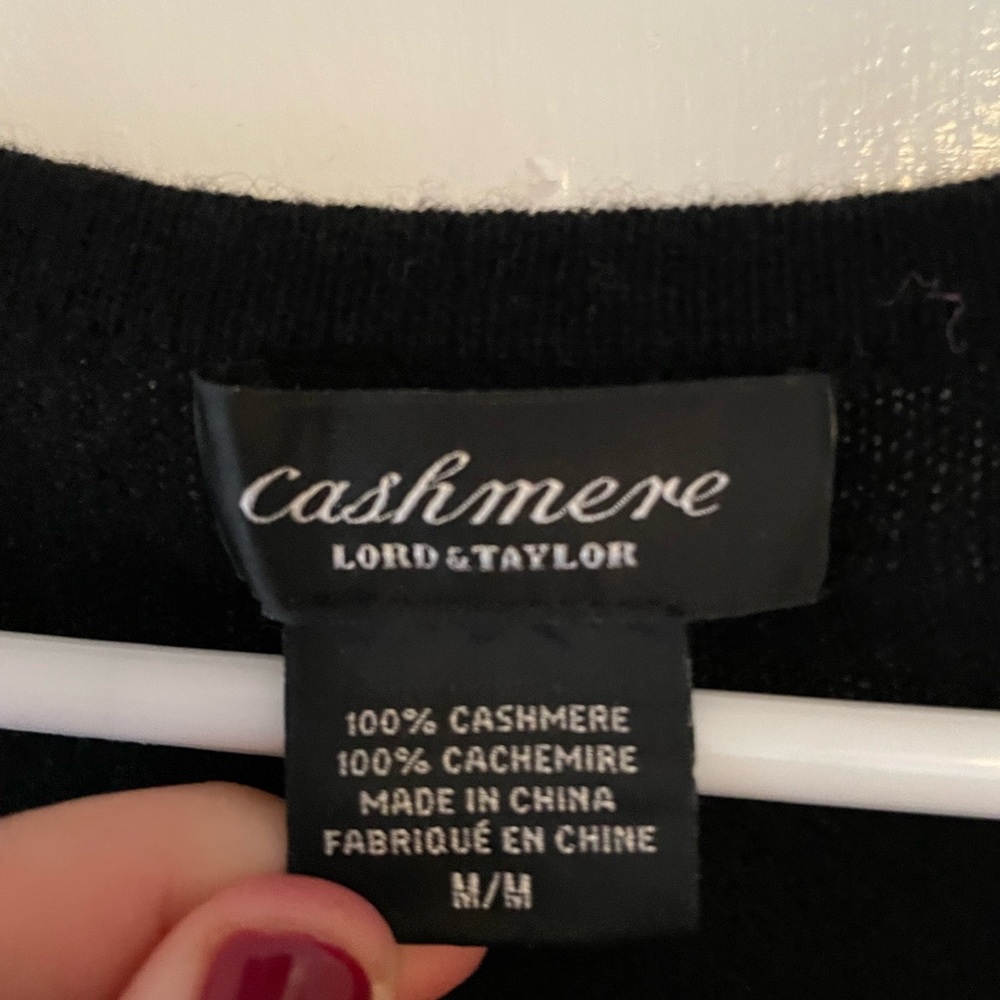 cashmere
LORD & TAYLOR
100% CASHMERE
100% CACHEMIRE
MADE IN CHINA
FABRIQUÉ EN CHINE
M/M